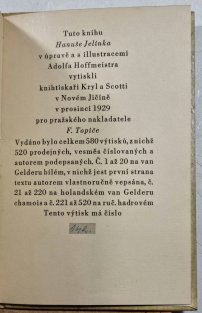 Tuto knihu
Hanuše Jelínka
v úpravě a s illustracemi
Adolfa Hoffmeistra
vytiskli
knihtiskaři Kryl a Scotti
v Novém Jičíně
v prosinci 1929
pro pražského nakladatele
F. Topiče
Vydáno bylo celkem 580 výtisků, z nichž
520 prodejných, vesměs číslovaných a
autorem podepsaných. Č. 1 až 20 na van
Gelderu bílém, v nichž jest první strana
textu autorem vlastnoručně vepsána, č.
21 až 220 na holandském van Gelderu
chamois a č. 221 až 520 na ruč. hadrovém
Tento výtisk má číslo
142.